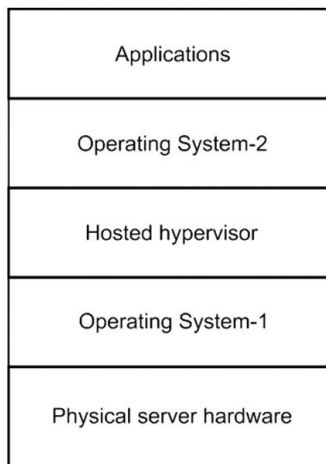 Applications
Operating System-2
Hosted hypervisor
Operating System-1
Physical server hardware